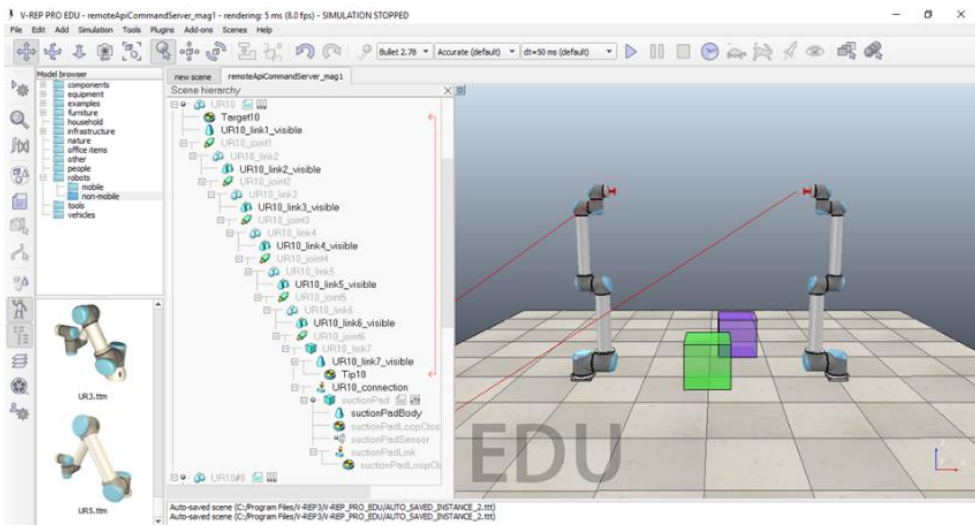 V-REP PRO EDU - remoteApiCommandServer_mag1 - rendering: 5 ms (8.0 fps) - SIMULATION STOPPED
File Edit Add Simulation Tools Plugins Add-ons Scenes Help
Bullet 2.78 Accurate (default) dt=50 ms (default)
Model browser
components
equipment
examples
furniture
household
infrastructure
nature
office items
other
people
robots
mobile
non-mobile
tools
vehicles
UR3.ttm
UR5.ttm
new scene remoteApiCommandServer_mag1
Scene hierarchy
UR10
Target10
UR10_link1_visible
UR10_joint1
UR10_link2
UR10_link2_visible
UR10_joint2
UR10_link3
UR10_link3_visible
UR10_joint3
UR10_link4
UR10_link4_visible
UR10_joint4
UR10_link5
UR10_link5_visible
UR10_joint5
UR10_link6
UR10_link6_visible
UR10_joint6
UR10_link7
UR10_link7_visible
Tip10
UR10_connection
suctionPad
suctionPadBody
suctionPadLoopClos
suctionPadSensor
suctionPadLink
suctionPadLoopCl
UR10#0
EDU
Auto-saved scene (C:/Program Files/V-REP3/V-REP_PRO_EDU/AUTO_SAVED_INSTANCE_2.ttt)
Auto-saved scene (C:/Program Files/V-REP3/V-REP_PRO_EDU/AUTO_SAVED_INSTANCE_2.ttt)